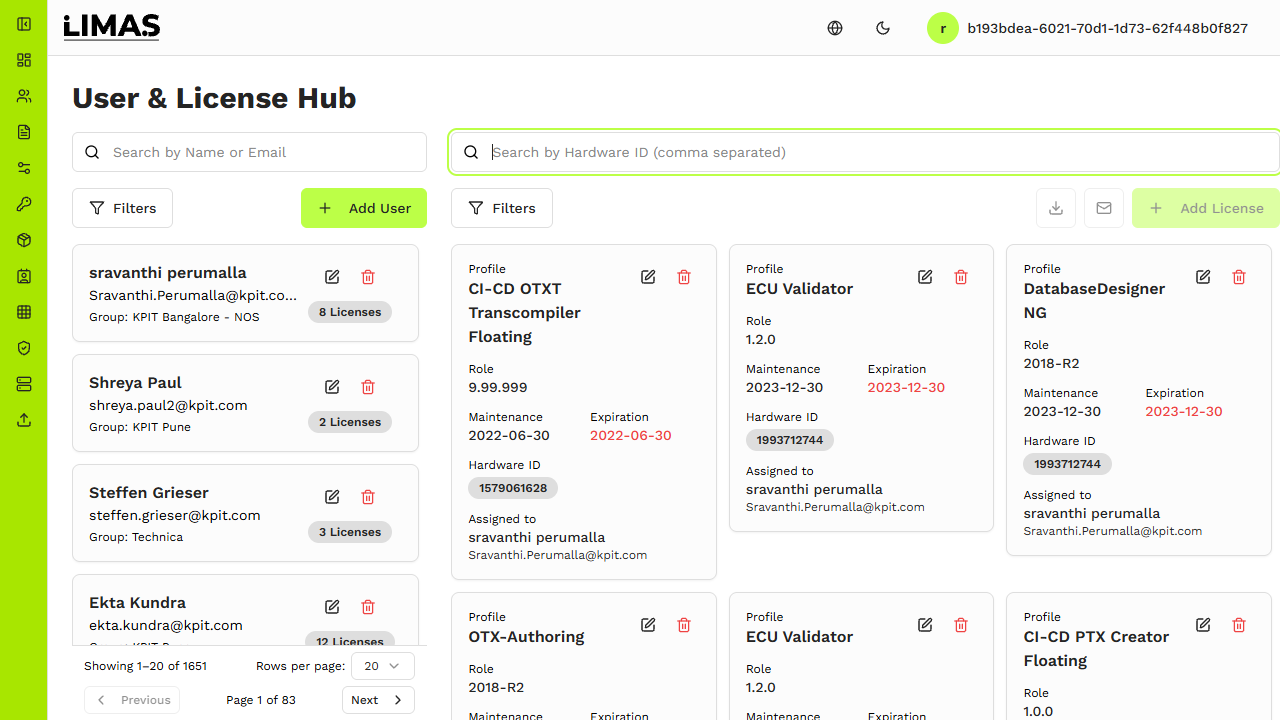 LIMAS
r
b193bdea-6021-70d1-1d73-62f448b0f827
User & License Hub
Search by Name or Email
Search by Hardware ID (comma separated)
Filters
Add User
Filters
Add License
sravanthi perumalla
Sravanthi.Perumalla@kpit.co...
Group: KPIT Bangalore - NOS
8 Licenses
Shreya Paul
shreya.paul2@kpit.com
Group: KPIT Pune
2 Licenses
Steffen Grieser
steffen.grieser@kpit.com
Group: Technica
3 Licenses
Ekta Kundra
ekta.kundra@kpit.com
12 Licenses
Showing 1–20 of 1651
Rows per page:
20
Previous
Page 1 of 83
Next
Profile
CI-CD OTXT
Transcompiler
Floating
Role
9.99.999
Maintenance
Expiration
2022-06-30
2022-06-30
Hardware ID
1579061628
Assigned to
sravanthi perumalla
Sravanthi.Perumalla@kpit.com
Profile
ECU Validator
Role
1.2.0
Maintenance
Expiration
2023-12-30
2023-12-30
Hardware ID
1993712744
Assigned to
sravanthi perumalla
Sravanthi.Perumalla@kpit.com
Profile
DatabaseDesigner
NG
Role
2018-R2
Maintenance
Expiration
2023-12-30
2023-12-30
Hardware ID
1993712744
Assigned to
sravanthi perumalla
Sravanthi.Perumalla@kpit.com
Profile
OTX-Authoring
Role
2018-R2
Maintenance
Expiration
Profile
ECU Validator
Role
1.2.0
Maintenance
Expiration
Profile
CI-CD PTX Creator
Floating
Role
1.0.0